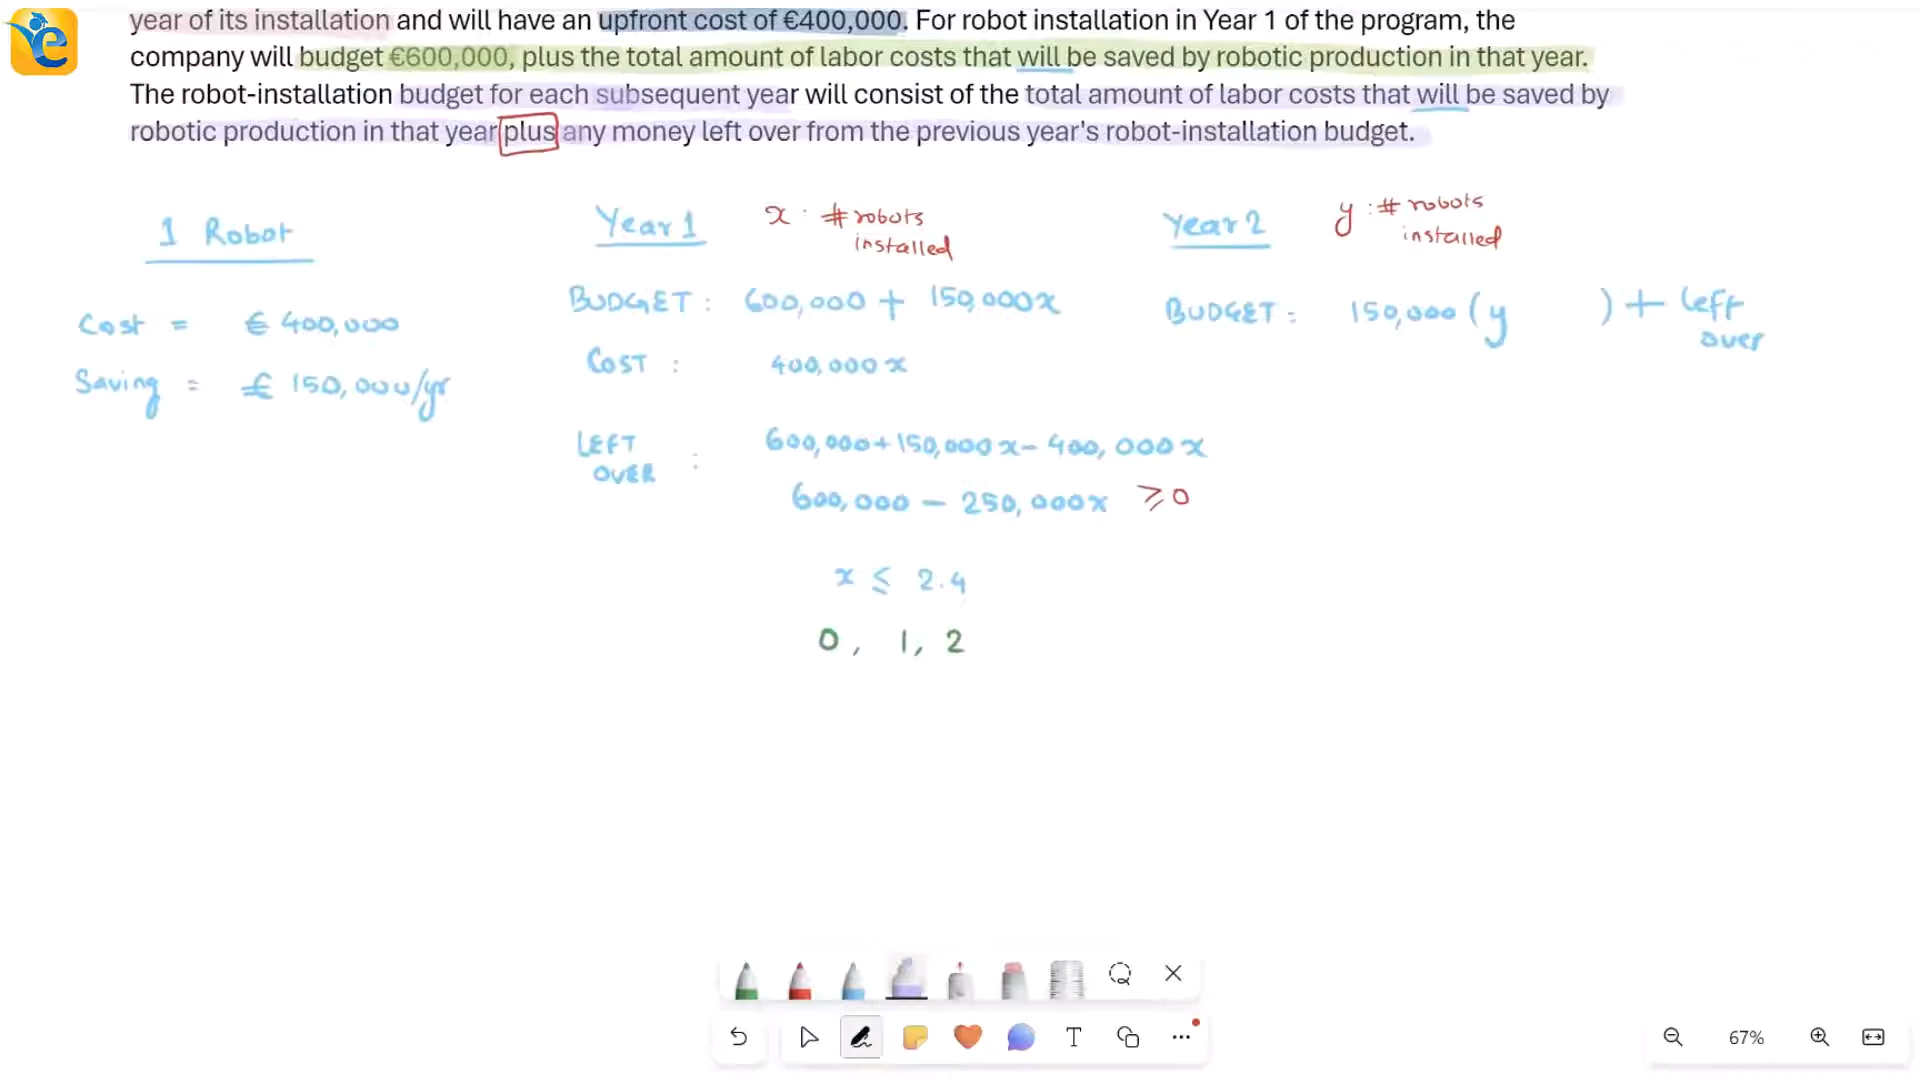 year of its installation and will have an upfront cost of €400,000. For robot installation in Year 1 of the program, the
company will budget €600,000, plus the total amount of labor costs that will be saved by robotic production in that year.
The robot-installation budget for each subsequent year will consist of the total amount of labor costs that will be saved by
robotic production in that year plus any money left over from the previous year's robot-installation budget.
1 Robot
Cost = € 400,000
Saving = € 150,000/yr
Year 1
x : # robots
installed
BUDGET : 600,000 + 150,000x
COST : 400,000x
LEFT
OVER : 600,000+150,000x - 400,000x
600,000 - 250,000x ≥ 0
x ≤ 2.4
0, 1, 2
Year 2
y : # robots
installed
BUDGET : 150,000 (y ) + Left
over
67%